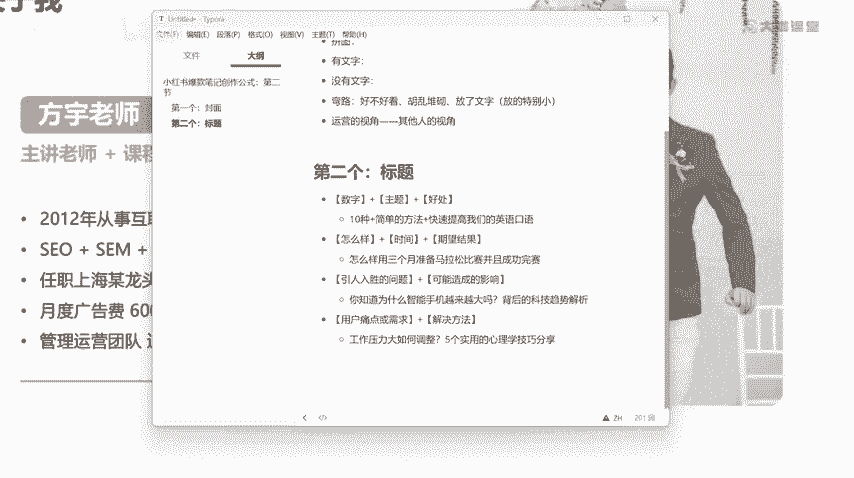 Untitled - Typora
文件(F) 编辑(E) 段落(P) 格式(O) 视图(V) 主题(T) 帮助(H)
文件
大纲
小红书爆款笔记创作公式：第二
节
第一个：封面
第二个：标题
拼图：
有文字：
没有文字：
弯路：好不好看、胡乱堆砌、放了文字（放的特别小）
运营的视角——其他人的视角
第二个：标题
【数字】+【主题】+【好处】
10种+简单的方法+快速提高我们的英语口语
【怎么样】+【时间】+【期望结果】
怎么样用三个月准备马拉松比赛并且成功完赛
【引人入胜的问题】+【可能造成的影响】
你知道为什么智能手机越来越大吗？背后的科技趋势解析
【用户痛点或需求】+【解决方法】
工作压力大如何调整？5个实用的心理学技巧分享
ZH
201 词
方宇老师
主讲老师 + 课程
2012年从事互联
SEO + SEM +
任职上海某龙头
月度广告费 600
管理运营团队